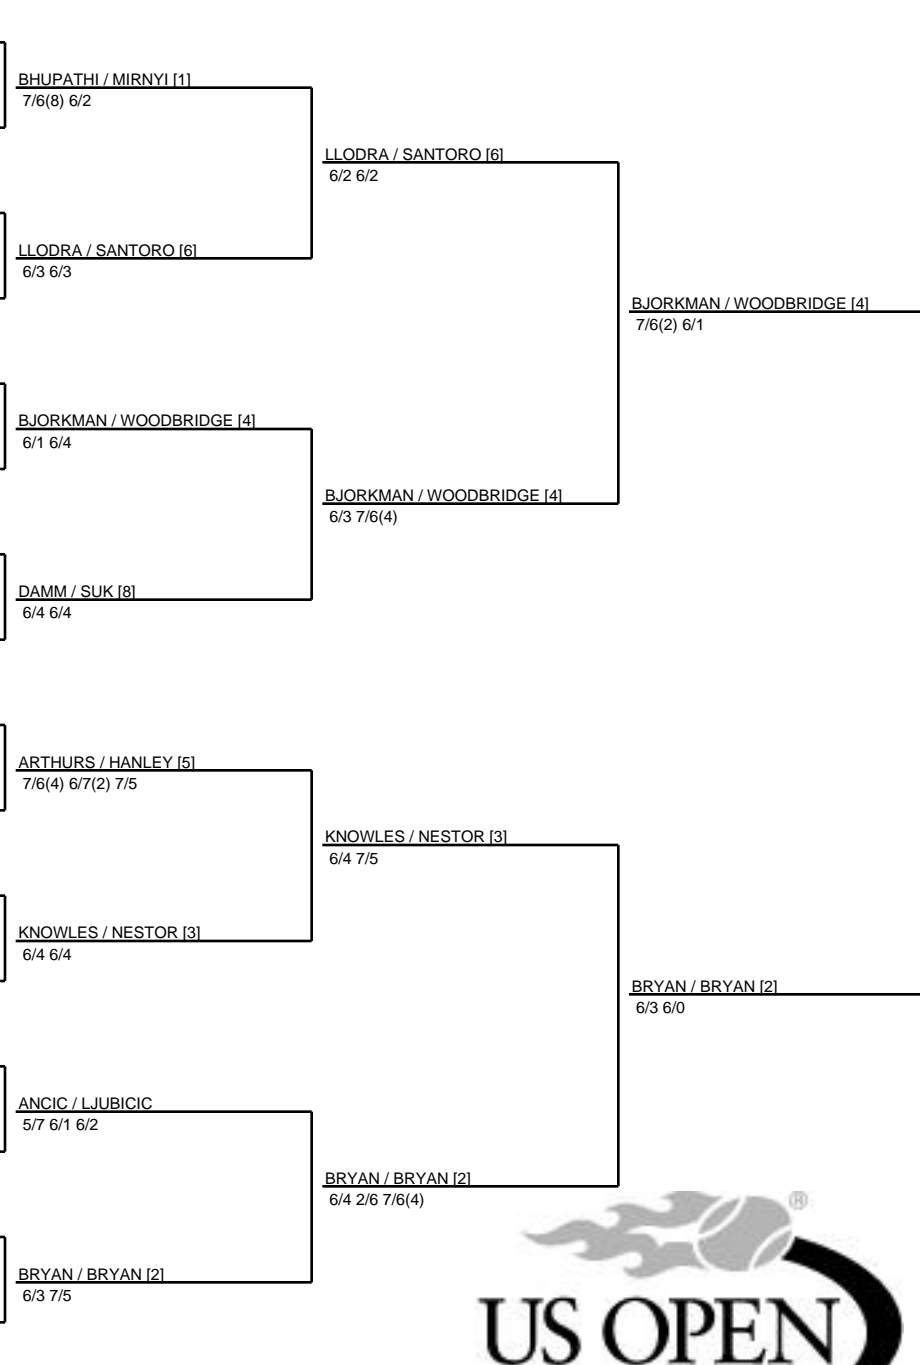 BHUPATHI / MIRNYI [1]
7/6(8) 6/2
LLODRA / SANTORO [6]
6/2 6/2
LLODRA / SANTORO [6]
6/3 6/3
BJORKMAN / WOODBRIDGE [4]
7/6(2) 6/1
BJORKMAN / WOODBRIDGE [4]
6/1 6/4
BJORKMAN / WOODBRIDGE [4]
6/3 7/6(4)
DAMM / SUK [8]
6/4 6/4
ARTHURS / HANLEY [5]
7/6(4) 6/7(2) 7/5
KNOWLES / NESTOR [3]
6/4 7/5
KNOWLES / NESTOR [3]
6/4 6/4
BRYAN / BRYAN [2]
6/3 6/0
ANCIC / LJUBICIC
5/7 6/1 6/2
BRYAN / BRYAN [2]
6/4 2/6 7/6(4)
®
BRYAN / BRYAN [2]
6/3 7/5
US OPEN